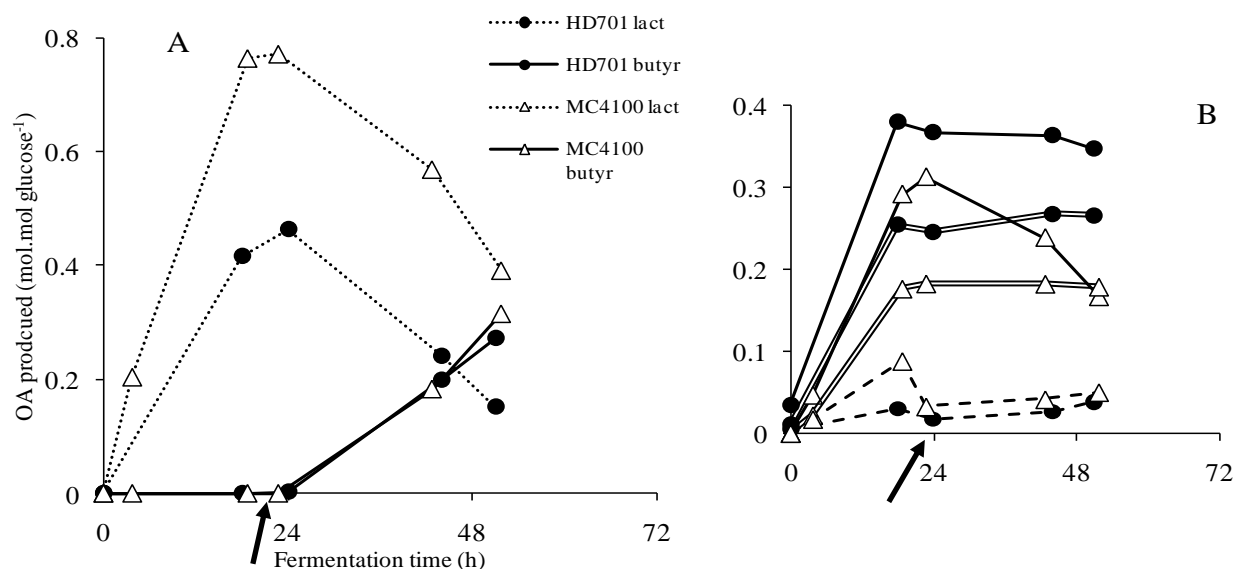 A
0.8
0.6
0.4
0.2
0
0
24
48
72
OA prodcued (mol.mol glucose-1)
Fermentation time (h)
HD701 lact
HD701 butyr
MC4100 lact
MC4100
butyr
B
0.4
0.3
0.2
0.1
0
0
24
48
72